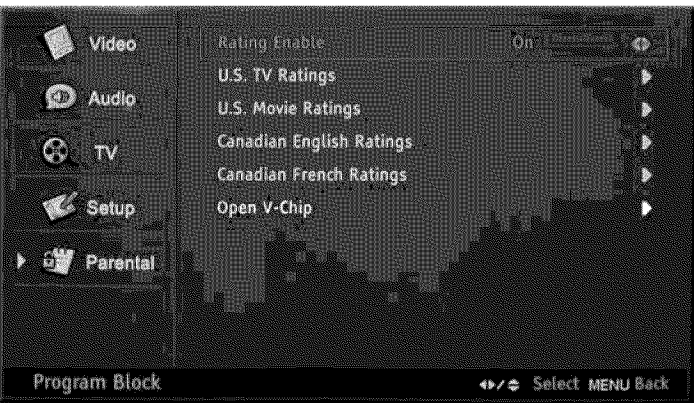 Video
Audio
TV
Setup
Parental
Rating Enable On
U.S. TV Ratings
U.S. Movie Ratings
Canadian English Ratings
Canadian French Ratings
Open V-Chip
Program Block
Select MENU Back